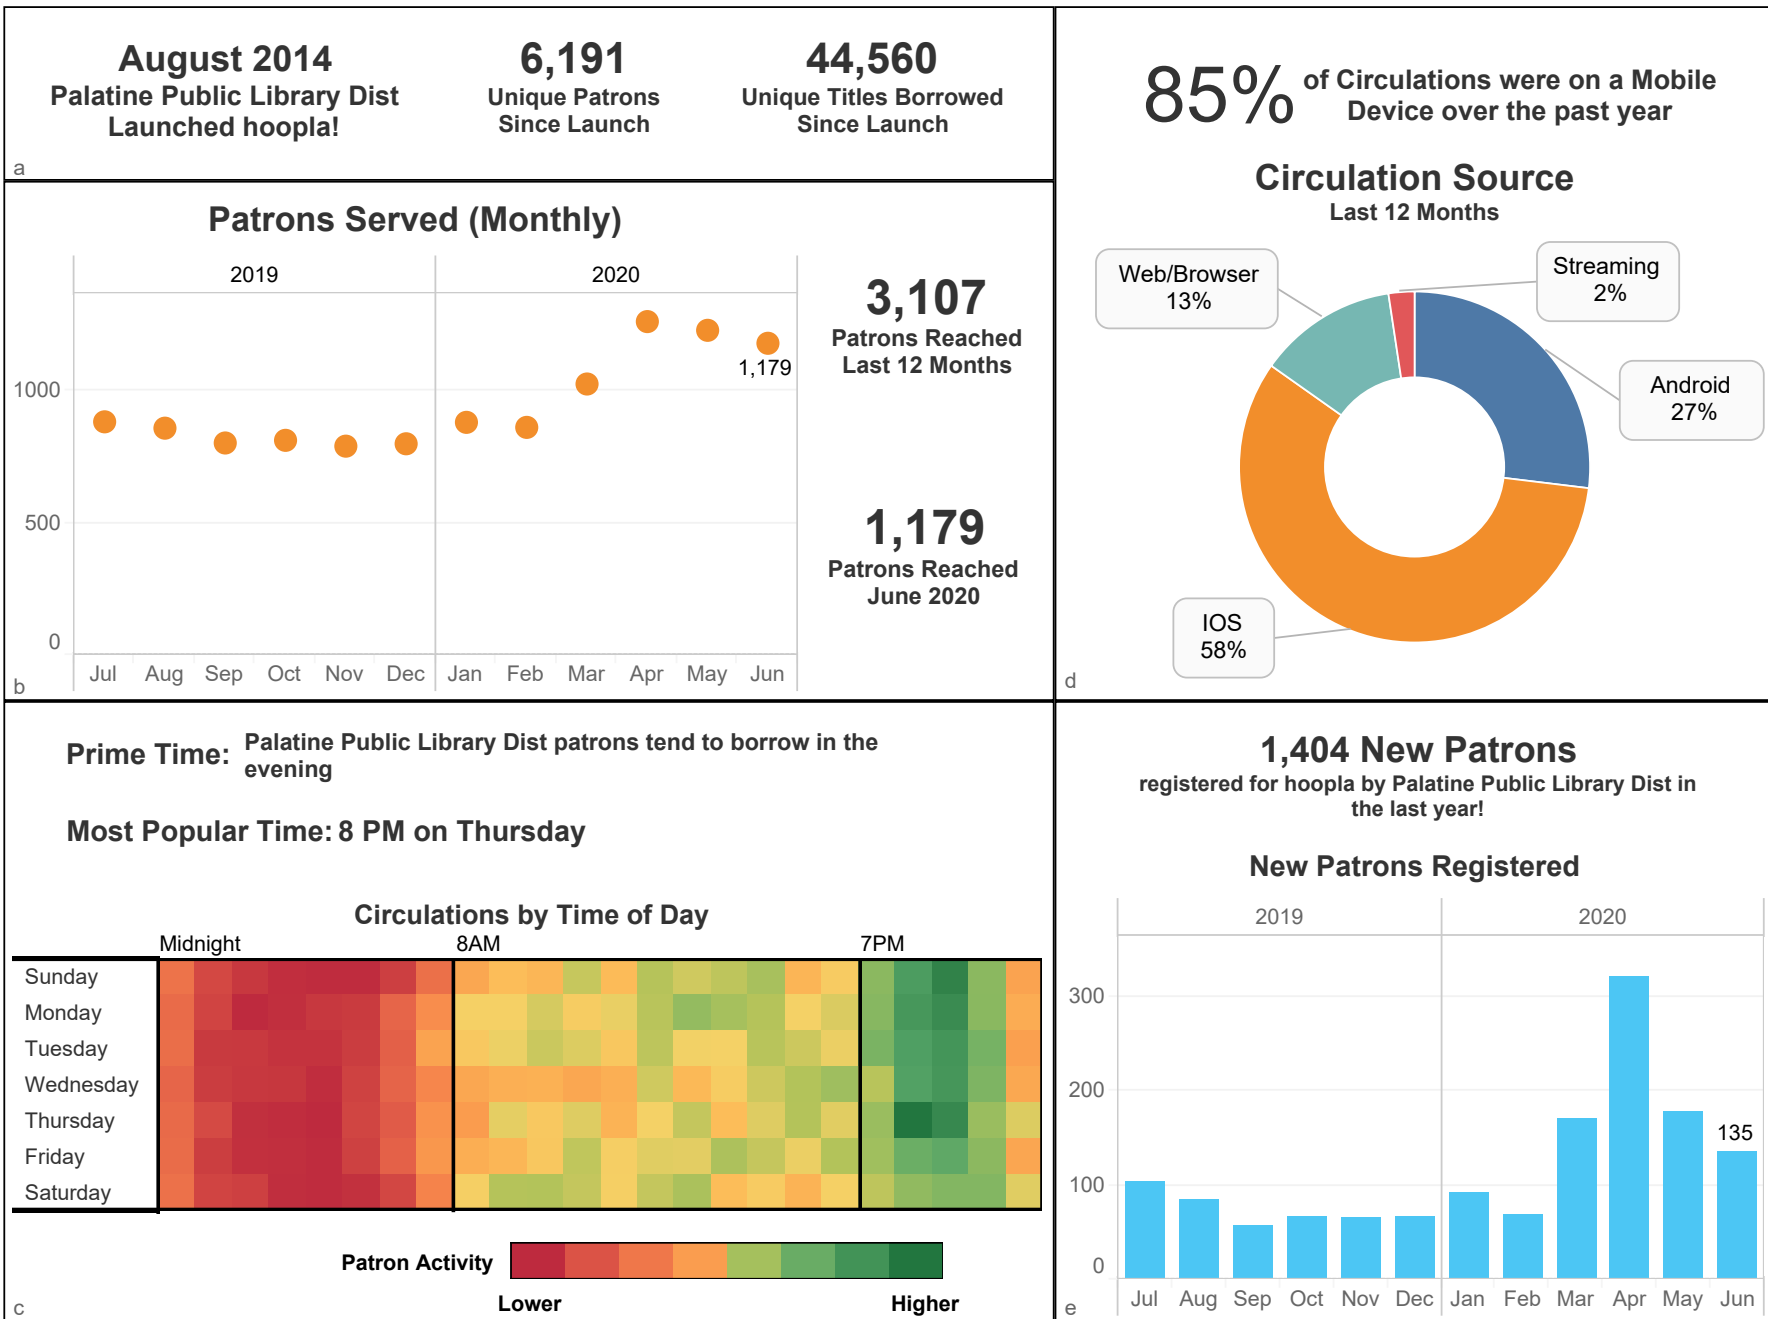 August 2014
Palatine Public Library Dist
Launched hoopla!
6,191
Unique Patrons
Since Launch
44,560
Unique Titles Borrowed
Since Launch
a
Patrons Served (Monthly)
2019
2020
1000
500
0
1,179
Jul
Aug
Sep
Oct
Nov
Dec
Jan
Feb
Mar
Apr
May
Jun
3,107
Patrons Reached
Last 12 Months
1,179
Patrons Reached
June 2020
b
85%
of Circulations were on a Mobile
Device over the past year
Circulation Source
Last 12 Months
Web/Browser
13%
Streaming
2%
Android
27%
IOS
58%
d
Prime Time:
Palatine Public Library Dist patrons tend to borrow in the
evening
Most Popular Time: 8 PM on Thursday
Circulations by Time of Day
Midnight
8AM
7PM
Sunday
Monday
Tuesday
Wednesday
Thursday
Friday
Saturday
Patron Activity
Lower
Higher
c
1,404 New Patrons
registered for hoopla by Palatine Public Library Dist in
the last year!
New Patrons Registered
2019
2020
300
200
100
0
135
Jul
Aug
Sep
Oct
Nov
Dec
Jan
Feb
Mar
Apr
May
Jun
e